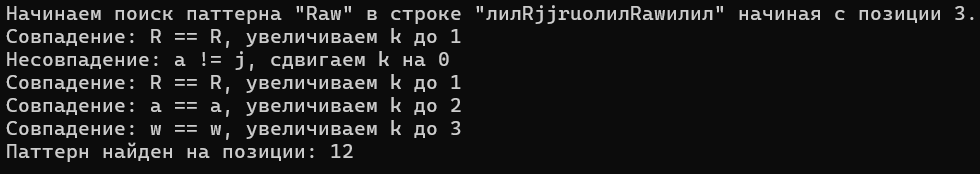 Начинаем поиск паттерна "Raw" в строке "лилRjjruолилRawилил" начиная с позиции 3.
Совпадение: R == R, увеличиваем k до 1
Несовпадение: a != j, сдвигаем k на 0
Совпадение: R == R, увеличиваем k до 1
Совпадение: a == a, увеличиваем k до 2
Совпадение: w == w, увеличиваем k до 3
Паттерн найден на позиции: 12